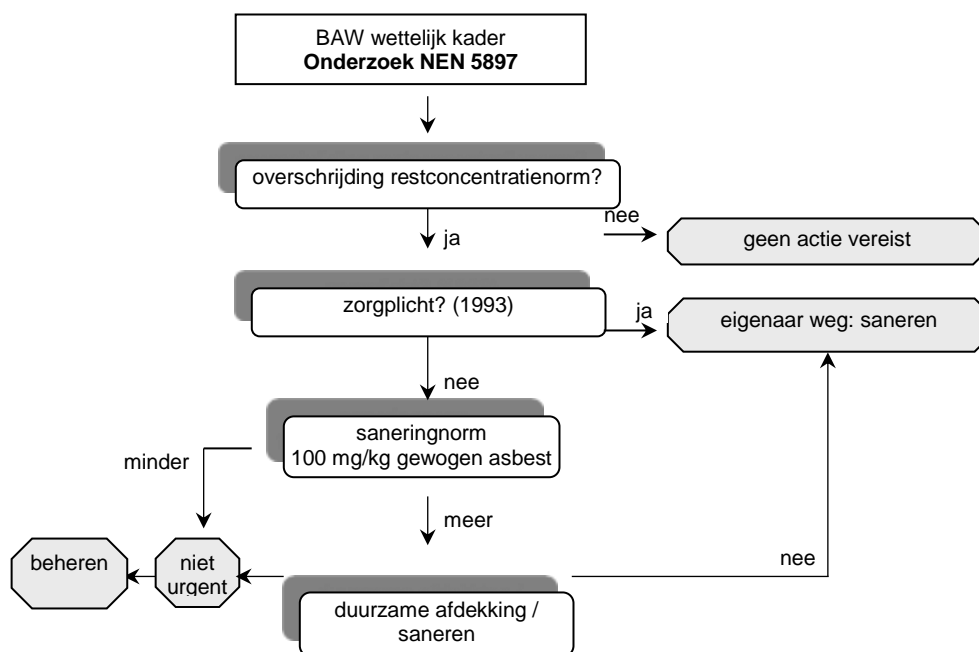 BAW wettelijk kader
Onderzoek NEN 5897
overschrijding restconcentratienorm?
nee
ja
geen actie vereist
zorgplicht? (1993)
ja
eigenaar weg: saneren
nee
saneringnorm
100 mg/kg gewogen asbest
minder
meer
nee
beheren
niet
urgent
duurzame afdekking /
saneren